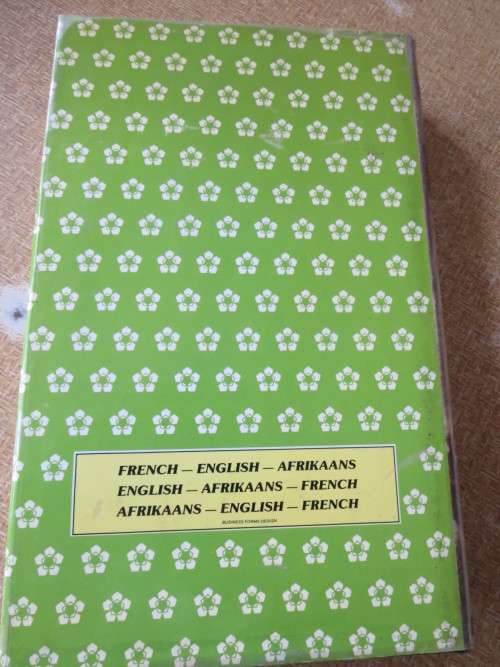 FRENCH — ENGLISH — AFRIKAANS
ENGLISH — AFRIKAANS — FRENCH
AFRIKAANS — ENGLISH — FRENCH
BUSINESS FORMS DESIGN